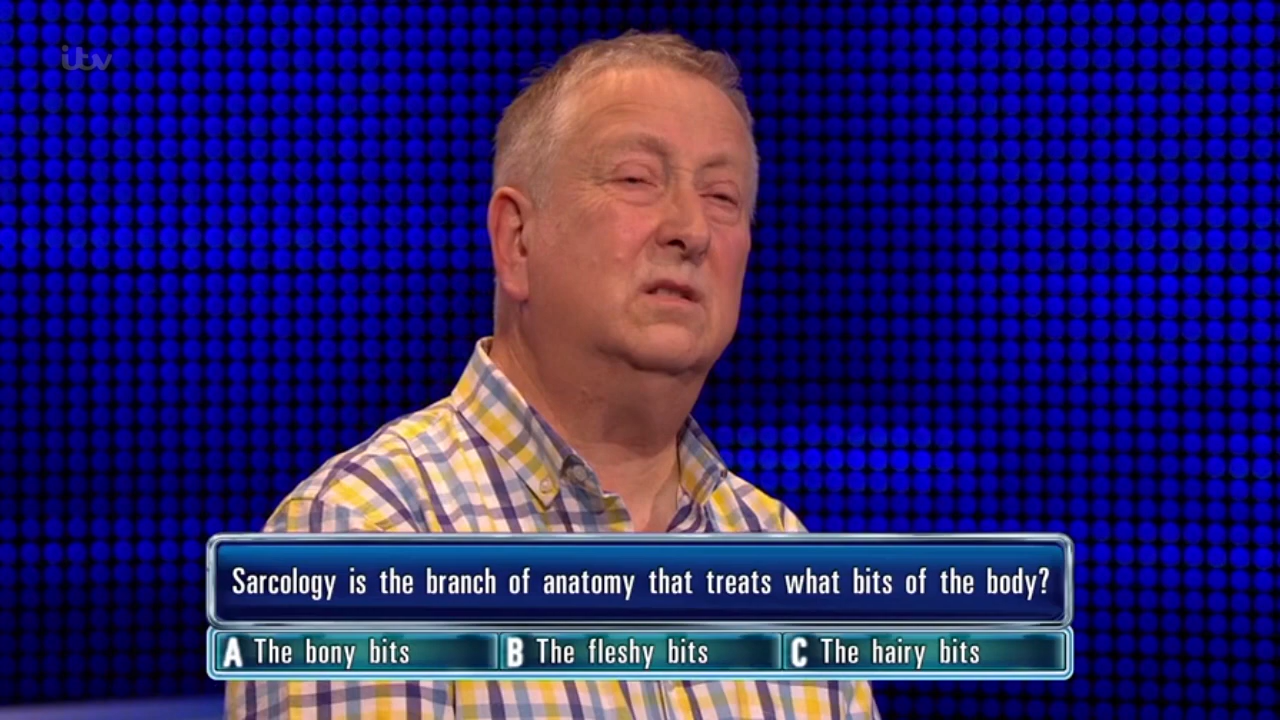 itv
Sarcology is the branch of anatomy that treats what bits of the body?
A The bony bits
B The fleshy bits
C The hairy bits